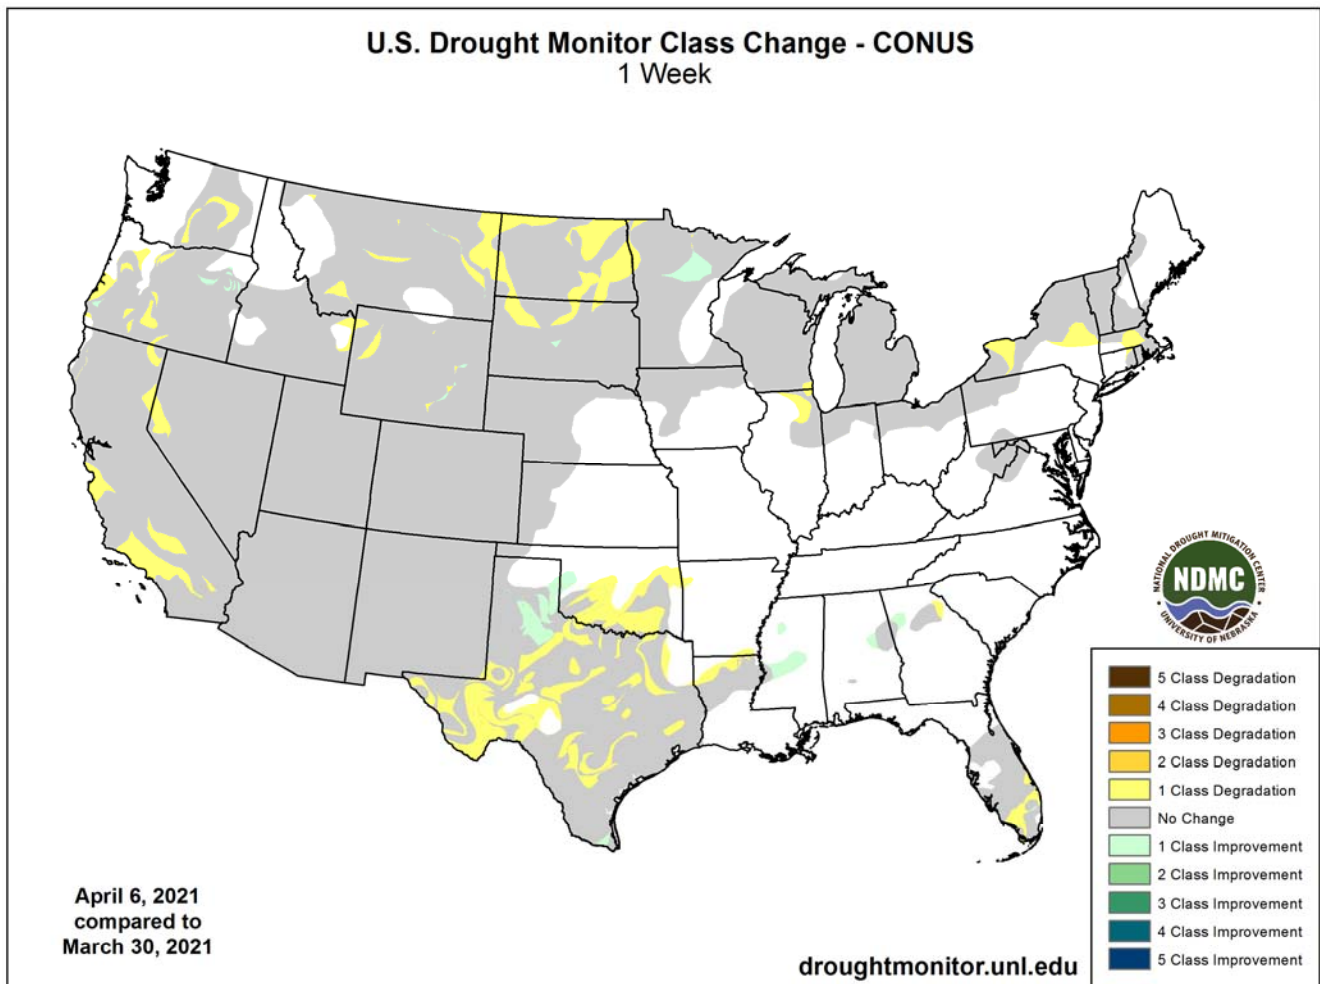 U.S. Drought Monitor Class Change - CONUS
1 Week
NATIONAL DROUGHT MITIGATION CENTER
NDMC
UNIVERSITY OF NEBRASKA
5 Class Degradation
4 Class Degradation
3 Class Degradation
2 Class Degradation
1 Class Degradation
No Change
1 Class Improvement
2 Class Improvement
3 Class Improvement
4 Class Improvement
5 Class Improvement
April 6, 2021
compared to
March 30, 2021
droughtmonitor.unl.edu